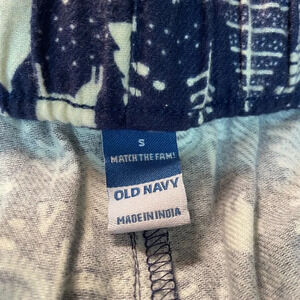 S
MATCH THE FAM!
OLD NAVY
MADE IN INDIA